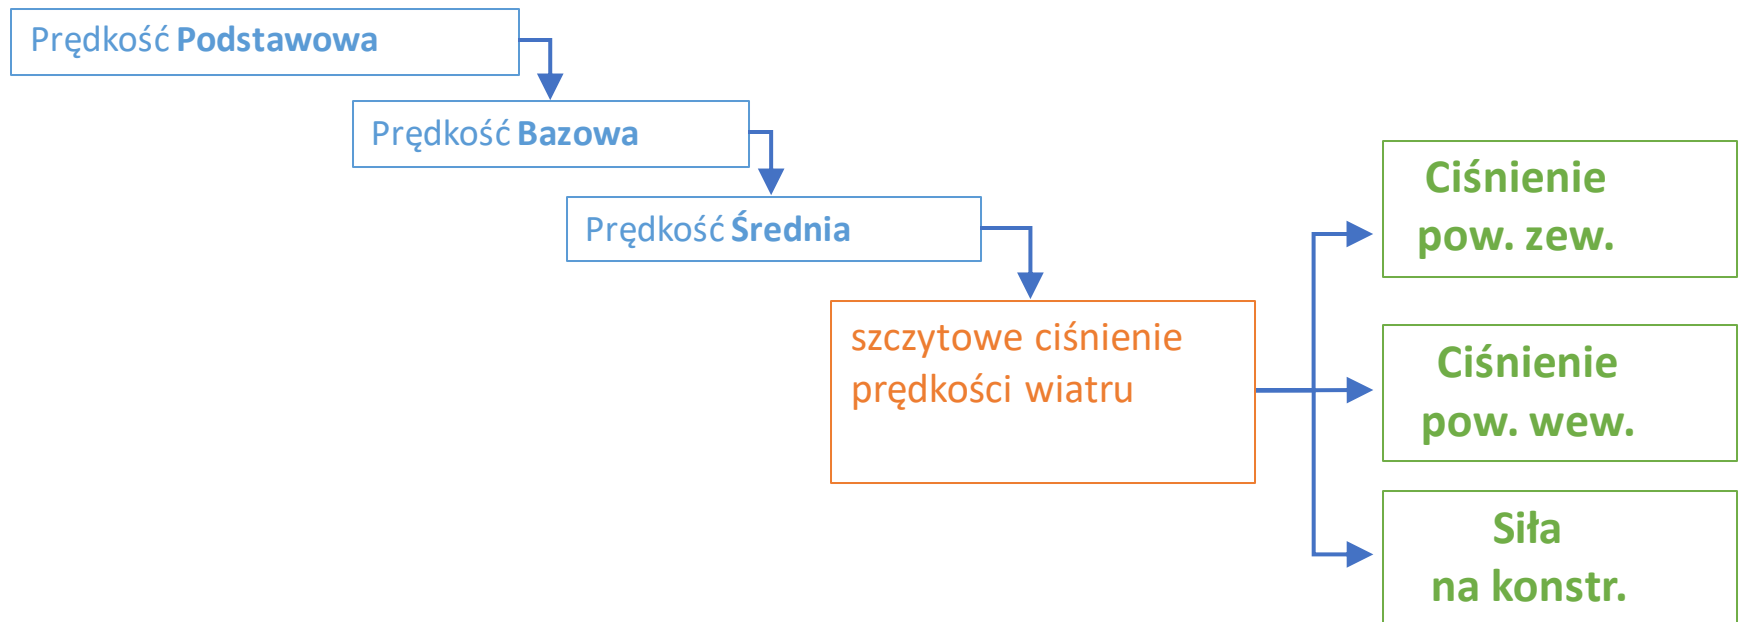 Prędkość Podstawowa
Prędkość Bazowa
Prędkość Średnia
szczytowe ciśnienie
prędkości wiatru
Ciśnienie
pow. zew.
Ciśnienie
pow. wew.
Siła
na konstr.